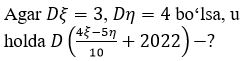 Agar Dξ = 3, Dη = 4 bo‘lsa, u
holda D((4ξ−5η)/10 + 2022) −?